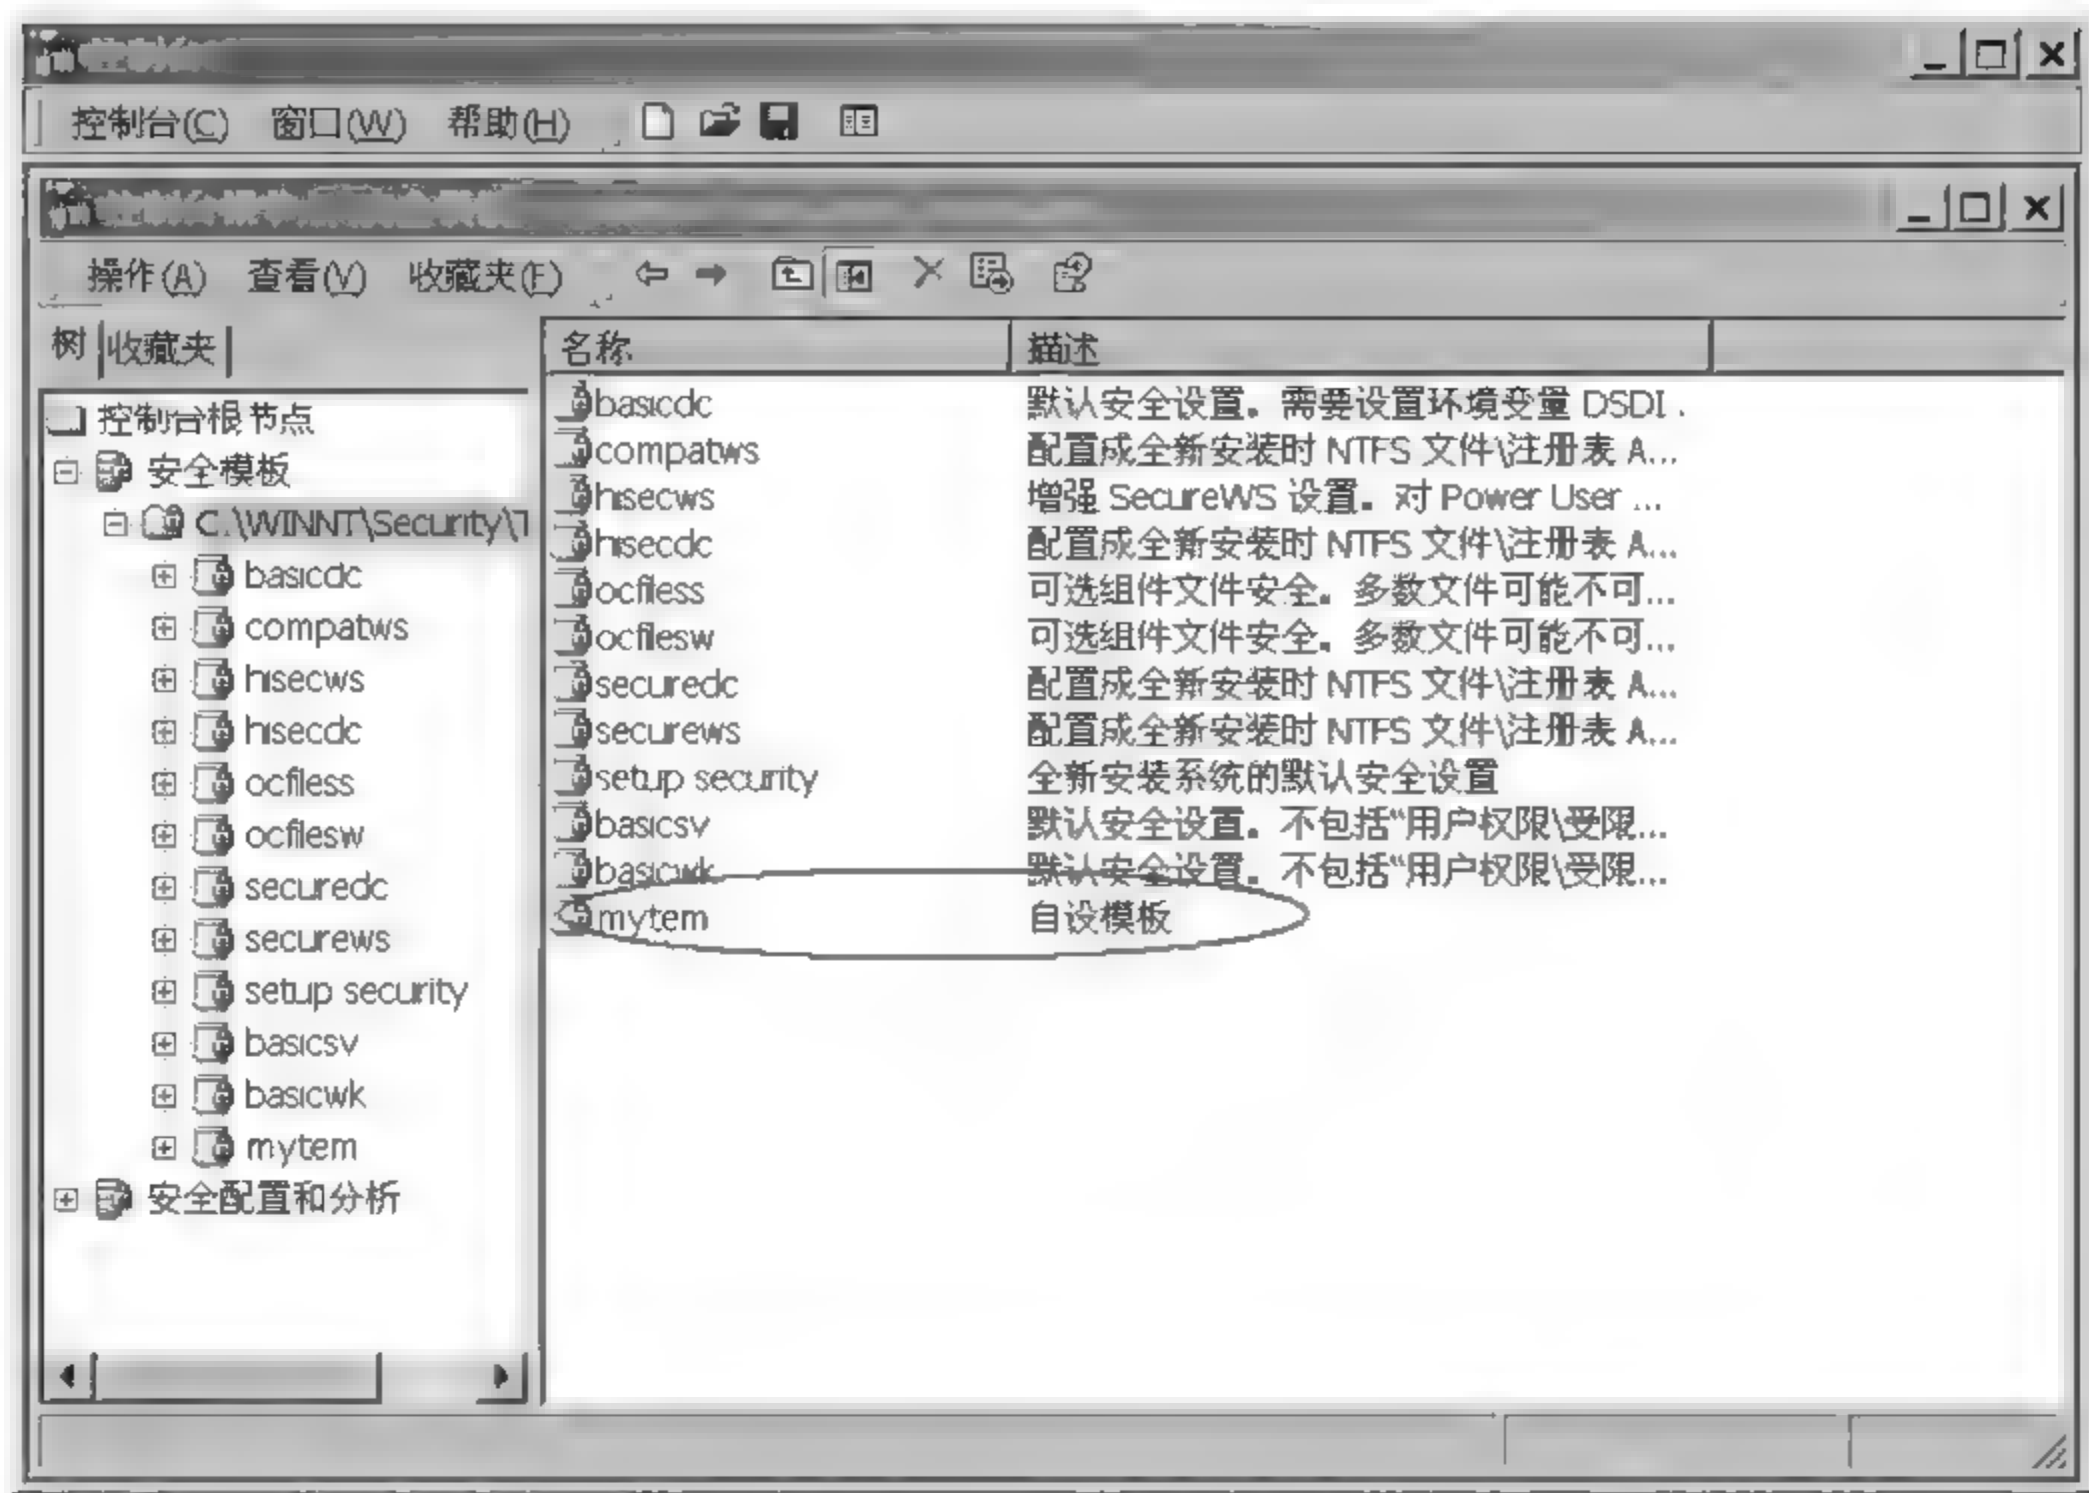 控制台(C) 窗口(W) 帮助(H)
操作(A) 查看(V) 收藏夹(F)
树 收藏夹
控制台根节点
安全模板
C:\WINNT\Security\T
basicdc
compatws
hisecws
hisecdc
ocfiless
ocfilesw
securedc
securews
setup security
basicsv
basicwk
mytem
安全配置和分析
名称 描述
basicdc 默认安全设置。需要设置环境变量 DSDI .
compatws 配置成全新安装时 NTFS 文件\注册表 A...
hisecws 增强 SecureWS 设置。对 Power User ...
hisecdc 配置成全新安装时 NTFS 文件\注册表 A...
ocfiless 可选组件文件安全。多数文件可能不可...
ocfilesw 可选组件文件安全。多数文件可能不可...
securedc 配置成全新安装时 NTFS 文件\注册表 A...
securews 配置成全新安装时 NTFS 文件\注册表 A...
setup security 全新安装系统的默认安全设置
basicsv 默认安全设置。不包括“用户权限\受限...
basicwk 默认安全设置。不包括“用户权限\受限...
mytem 自设模板